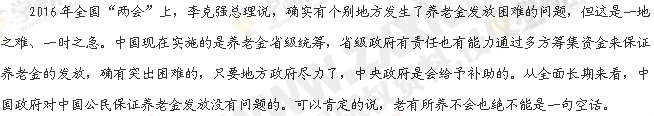 2016年全国“两会”上，李克强总理说，确实有个别地方发生了养老金发放困难的问题，但这是一地
之难、一时之急。中国现在实施的是养老金省级统筹，省级政府有责任也有能力通过多方筹集资金来保证
养老金的发放，确有突出困难的，只要地方政府尽力了，中央政府是会给予补助的。从全面长期来看，中
国政府对中国公民保证养老金发放没有问题的。可以肯定的说，老有所养不会也绝不能是一句空话。